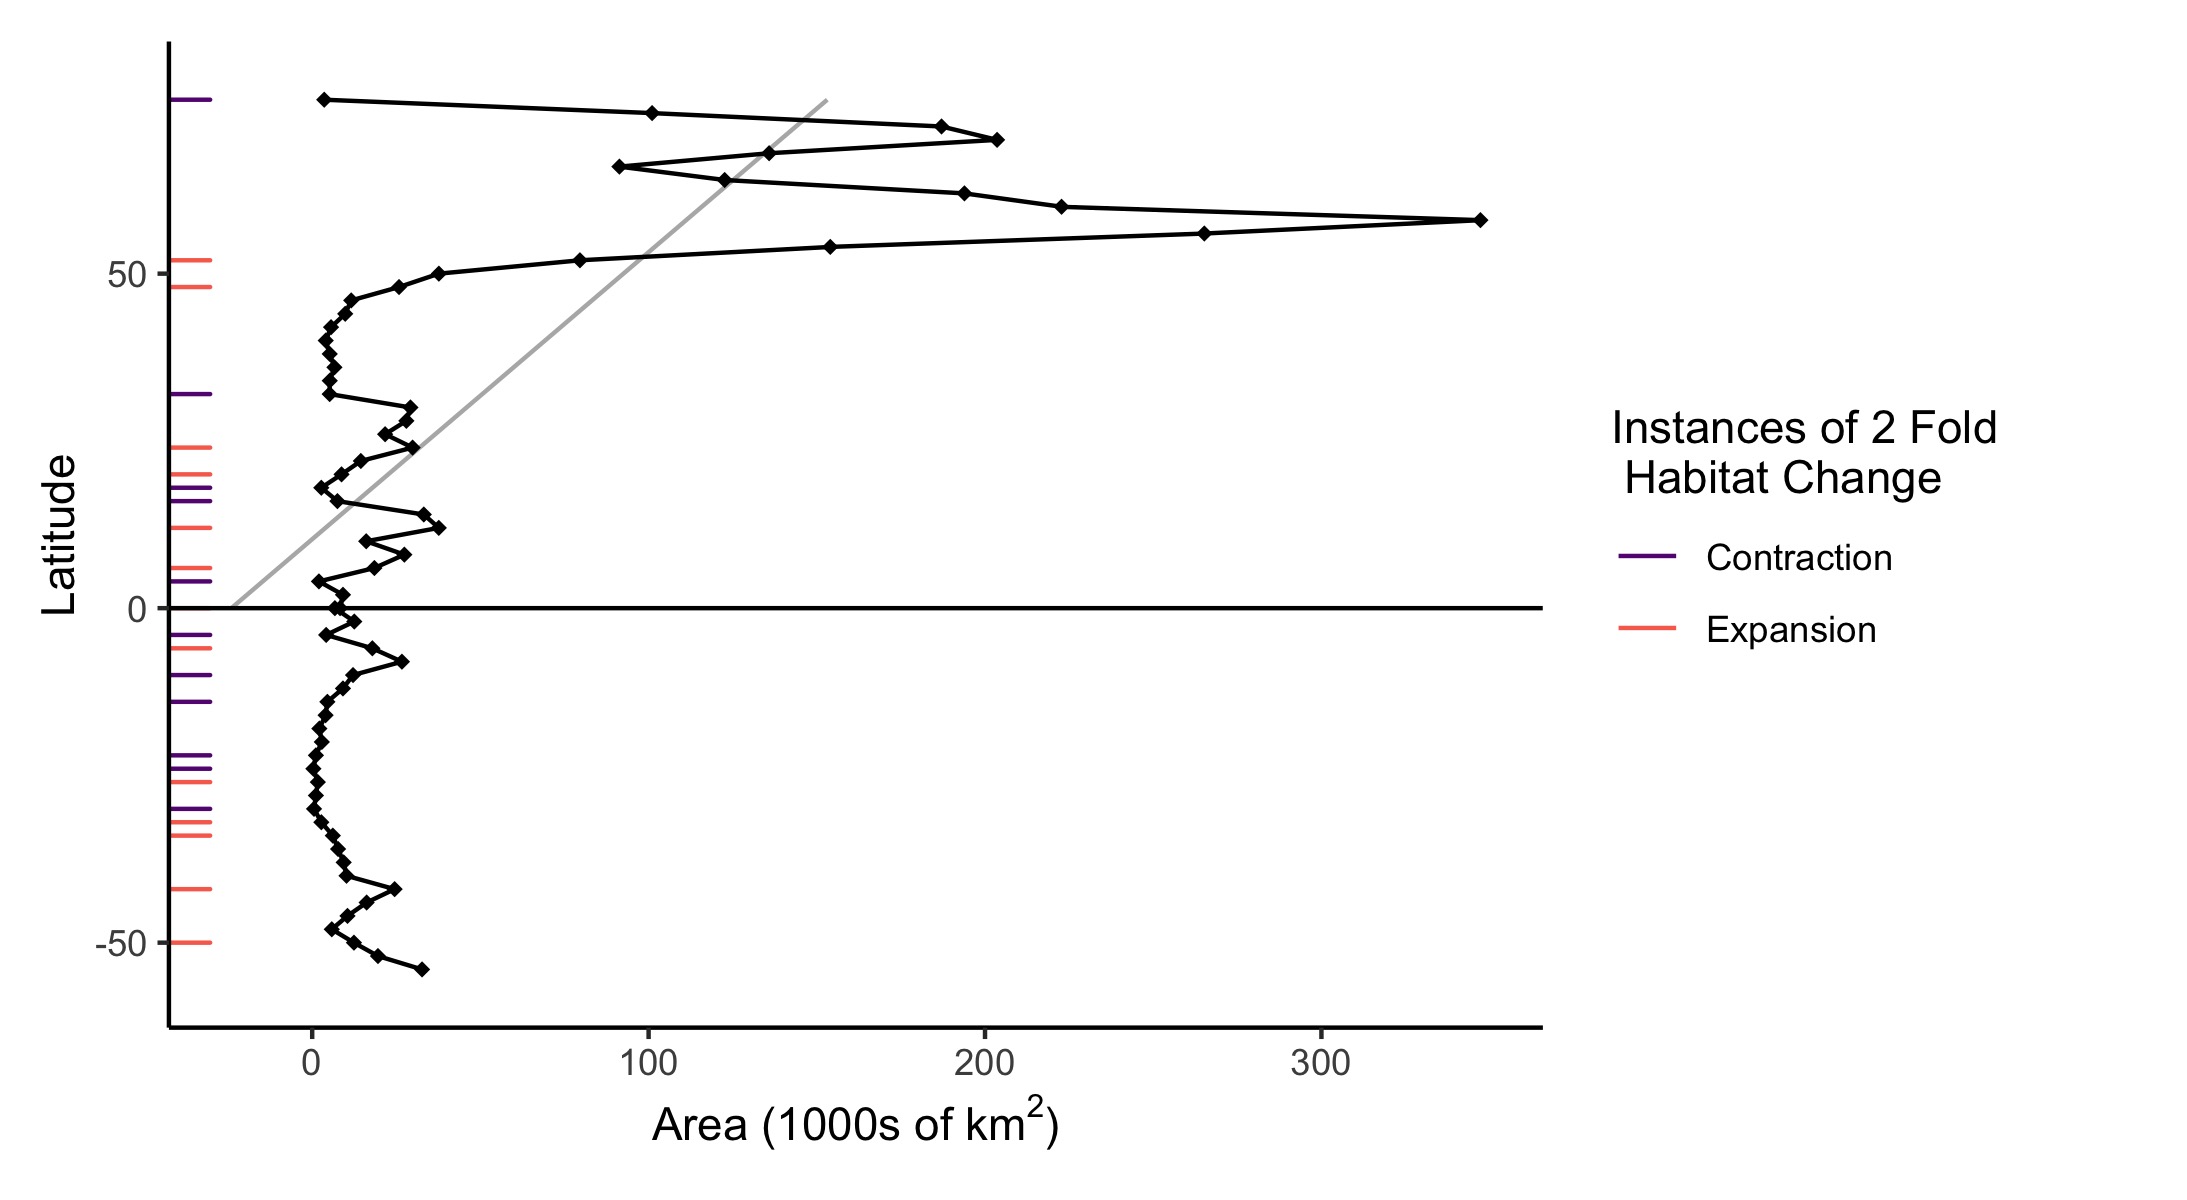 50
0
-50
Latitude
0
100
200
300
Area (1000s of km²)
Instances of 2 Fold
Habitat Change
Contraction
Expansion